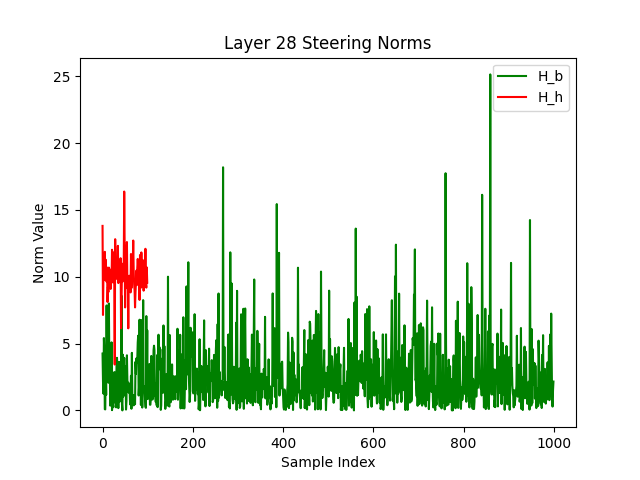 Layer 28 Steering Norms
H_b
H_h
25
20
15
10
5
0
Norm Value
0 200 400 600 800 1000
Sample Index